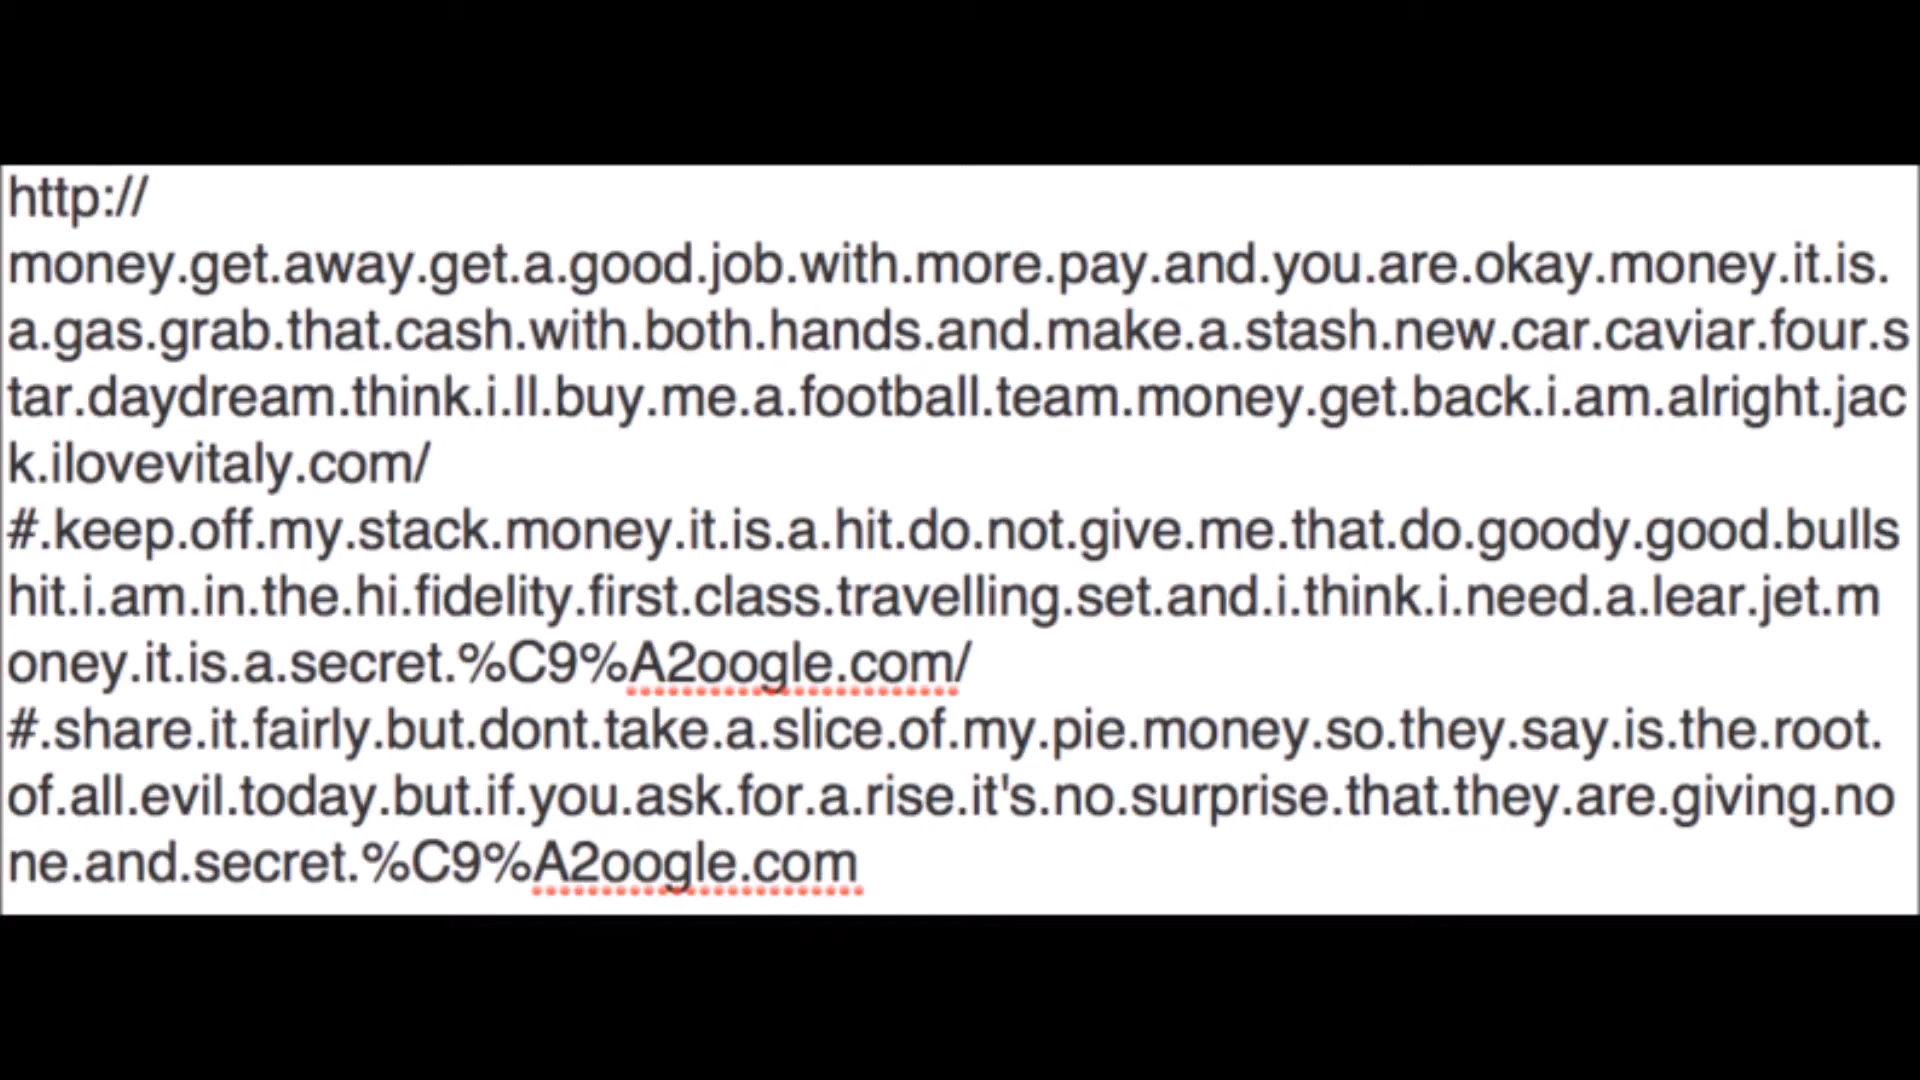 http://
money.get.away.get.a.good.job.with.more.pay.and.you.are.okay.money.it.is.
a.gas.grab.that.cash.with.both.hands.and.make.a.stash.new.car.caviar.four.s
tar.daydream.think.i.ll.buy.me.a.football.team.money.get.back.i.am.alright.jac
k.ilovevitaly.com/
#.keep.off.my.stack.money.it.is.a.hit.do.not.give.me.that.do.goody.good.bulls
hit.i.am.in.the.hi.fidelity.first.class.travelling.set.and.i.think.i.need.a.lear.jet.m
oney.it.is.a.secret.%C9%A2oogle.com/
#.share.it.fairly.but.dont.take.a.slice.of.my.pie.money.so.they.say.is.the.root.
of.all.evil.today.but.if.you.ask.for.a.rise.it's.no.surprise.that.they.are.giving.no
ne.and.secret.%C9%A2oogle.com